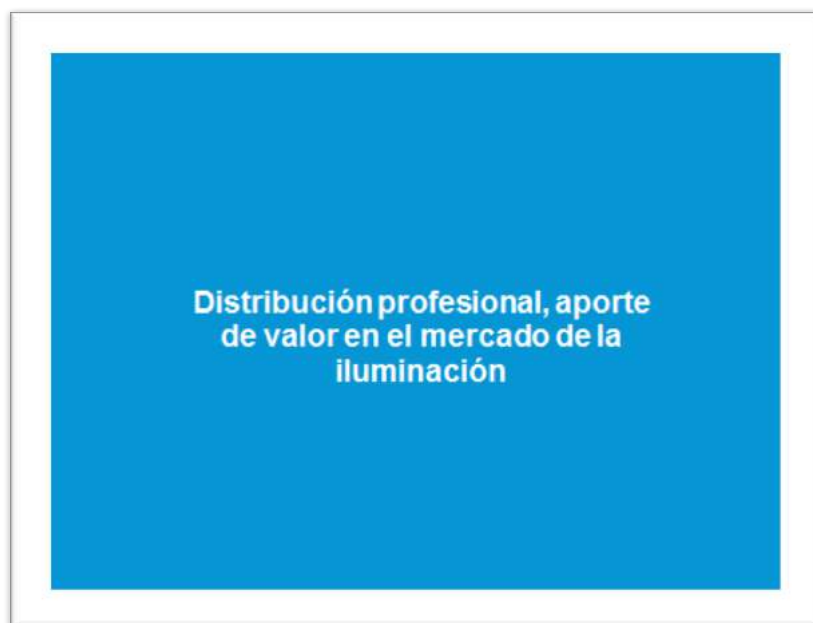 Distribución profesional, aporte
de valor en el mercado de la
iluminación